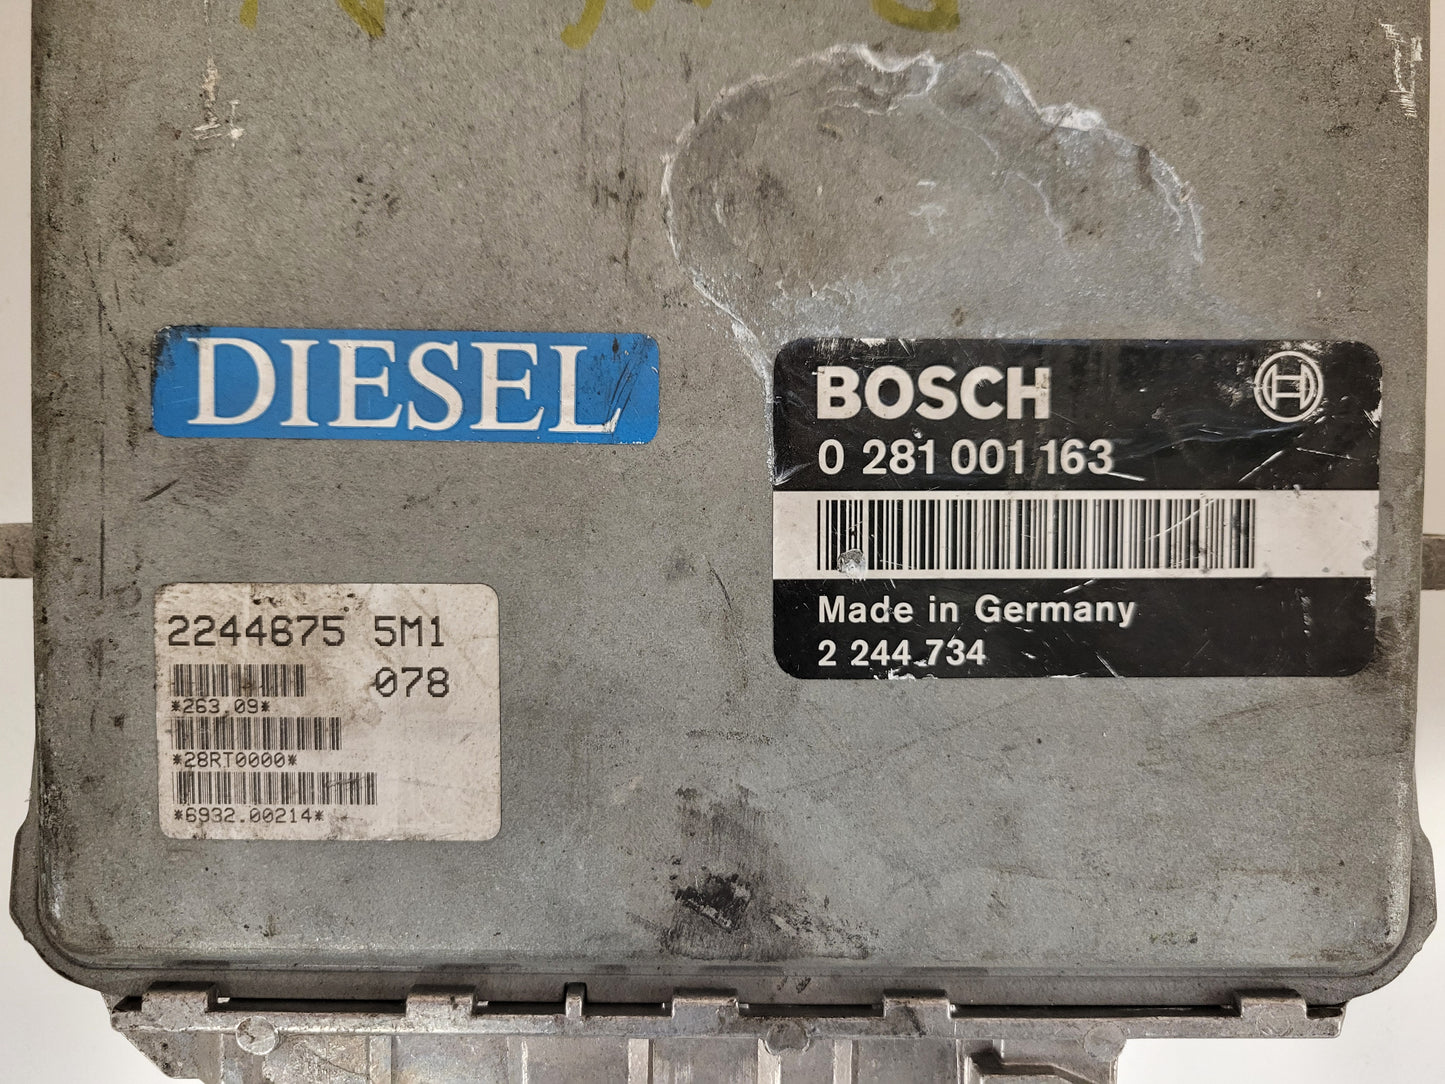 DIESEL
BOSCH
0 281 001 163
Made in Germany
2 244 734
2244675 5M1
078
*263.09*
*28RT0000*
*6932.00214*